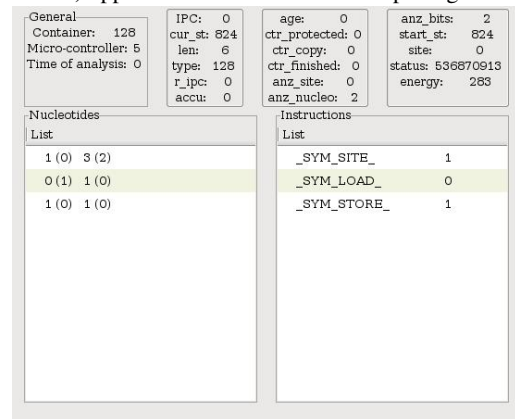 General
Container: 128
Micro-controller: 5
Time of analysis: 0
IPC: 0
cur_st: 824
len: 6
type: 128
r_ipc: 0
accu: 0
age: 0
ctr_protected: 0
ctr_copy: 0
ctr_finished: 0
anz_site: 0
anz_nucleo: 2
anz_bits: 2
start_st: 824
site: 0
status: 536870913
energy: 283
Nucleotides
List
1 (0) 3 (2)
0 (1) 1 (0)
1 (0) 1 (0)
Instructions
List
_SYM_SITE_ 1
_SYM_LOAD_ 0
_SYM_STORE_ 1